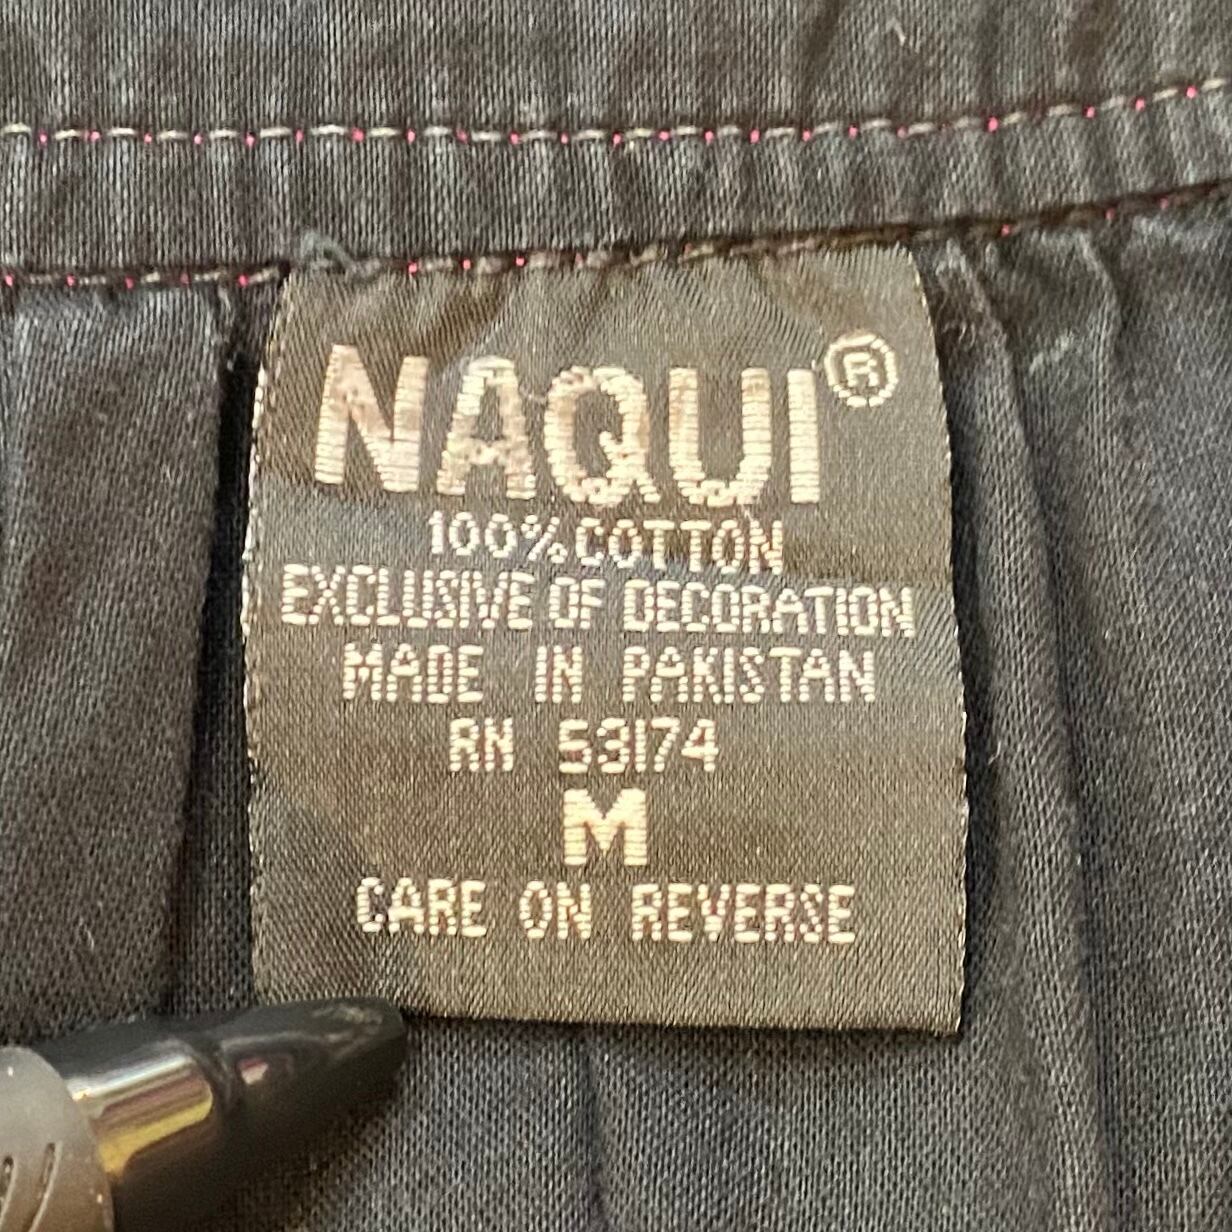 NAQUI®
100% COTTON
EXCLUSIVE OF DECORATION
MADE IN PAKISTAN
RN 53174
M
CARE ON REVERSE